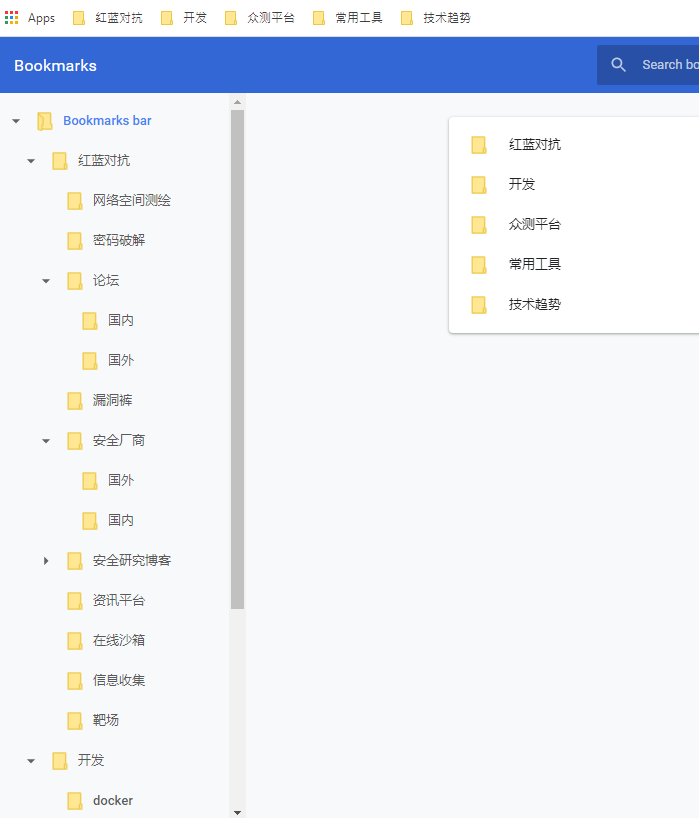 Apps 红蓝对抗 开发 众测平台 常用工具 技术趋势
Bookmarks
Search bo
Bookmarks bar
红蓝对抗
网络空间测绘
密码破解
论坛
国内
国外
漏洞裤
安全厂商
国外
国内
安全研究博客
资讯平台
在线沙箱
信息收集
靶场
开发
docker
红蓝对抗
开发
众测平台
常用工具
技术趋势